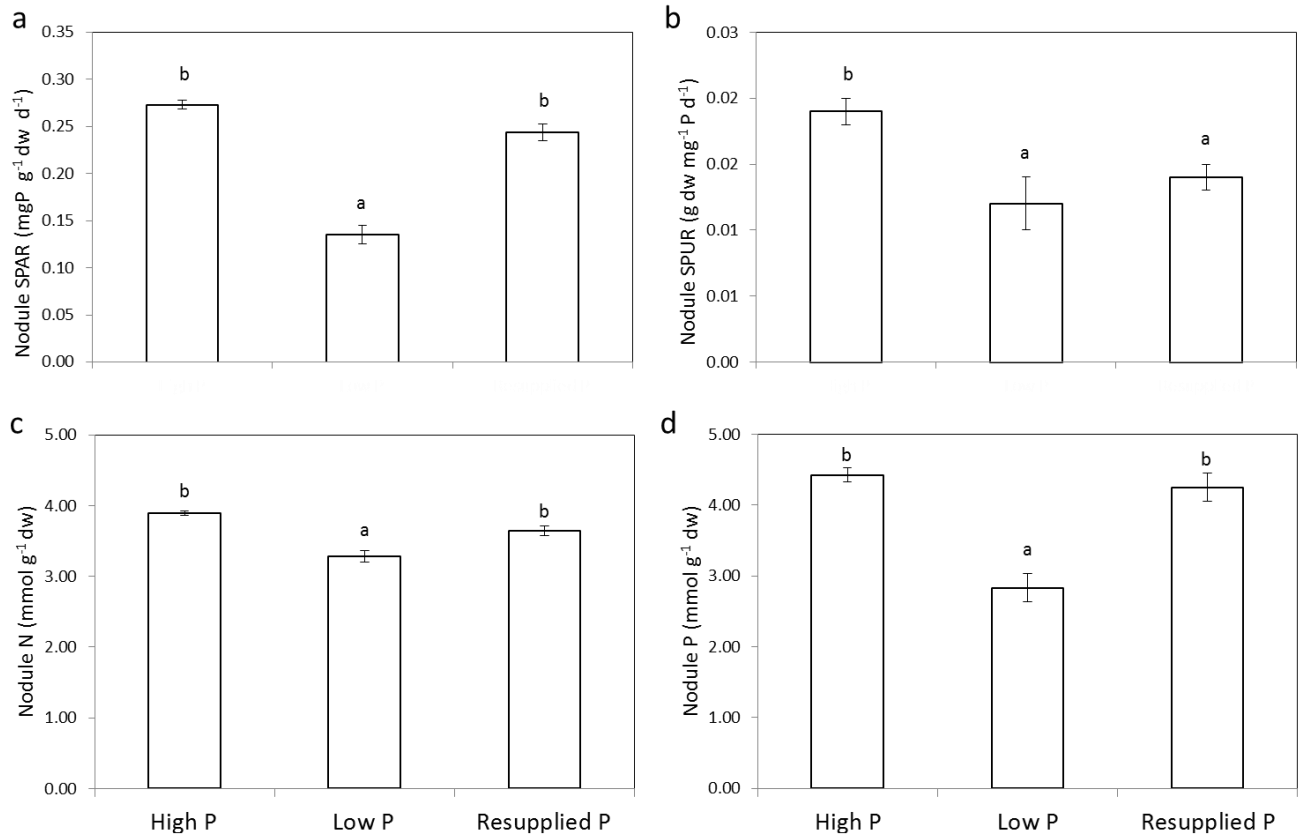 a
Nodule SPAR (mgP g⁻¹ dw d⁻¹)
0.35
0.30
0.25
0.20
0.15
0.10
0.05
0.00
b
a
b
b
Nodule SPUR (g dw mg⁻¹ P d⁻¹)
0.03
0.02
0.02
0.01
0.01
0.00
b
a
a
c
Nodule N (mmol g⁻¹ dw)
5.00
4.00
3.00
2.00
1.00
0.00
b
a
b
High P
Low P
Resupplied P
d
Nodule P (mmol g⁻¹ dw)
5.00
4.00
3.00
2.00
1.00
0.00
b
a
b
High P
Low P
Resupplied P